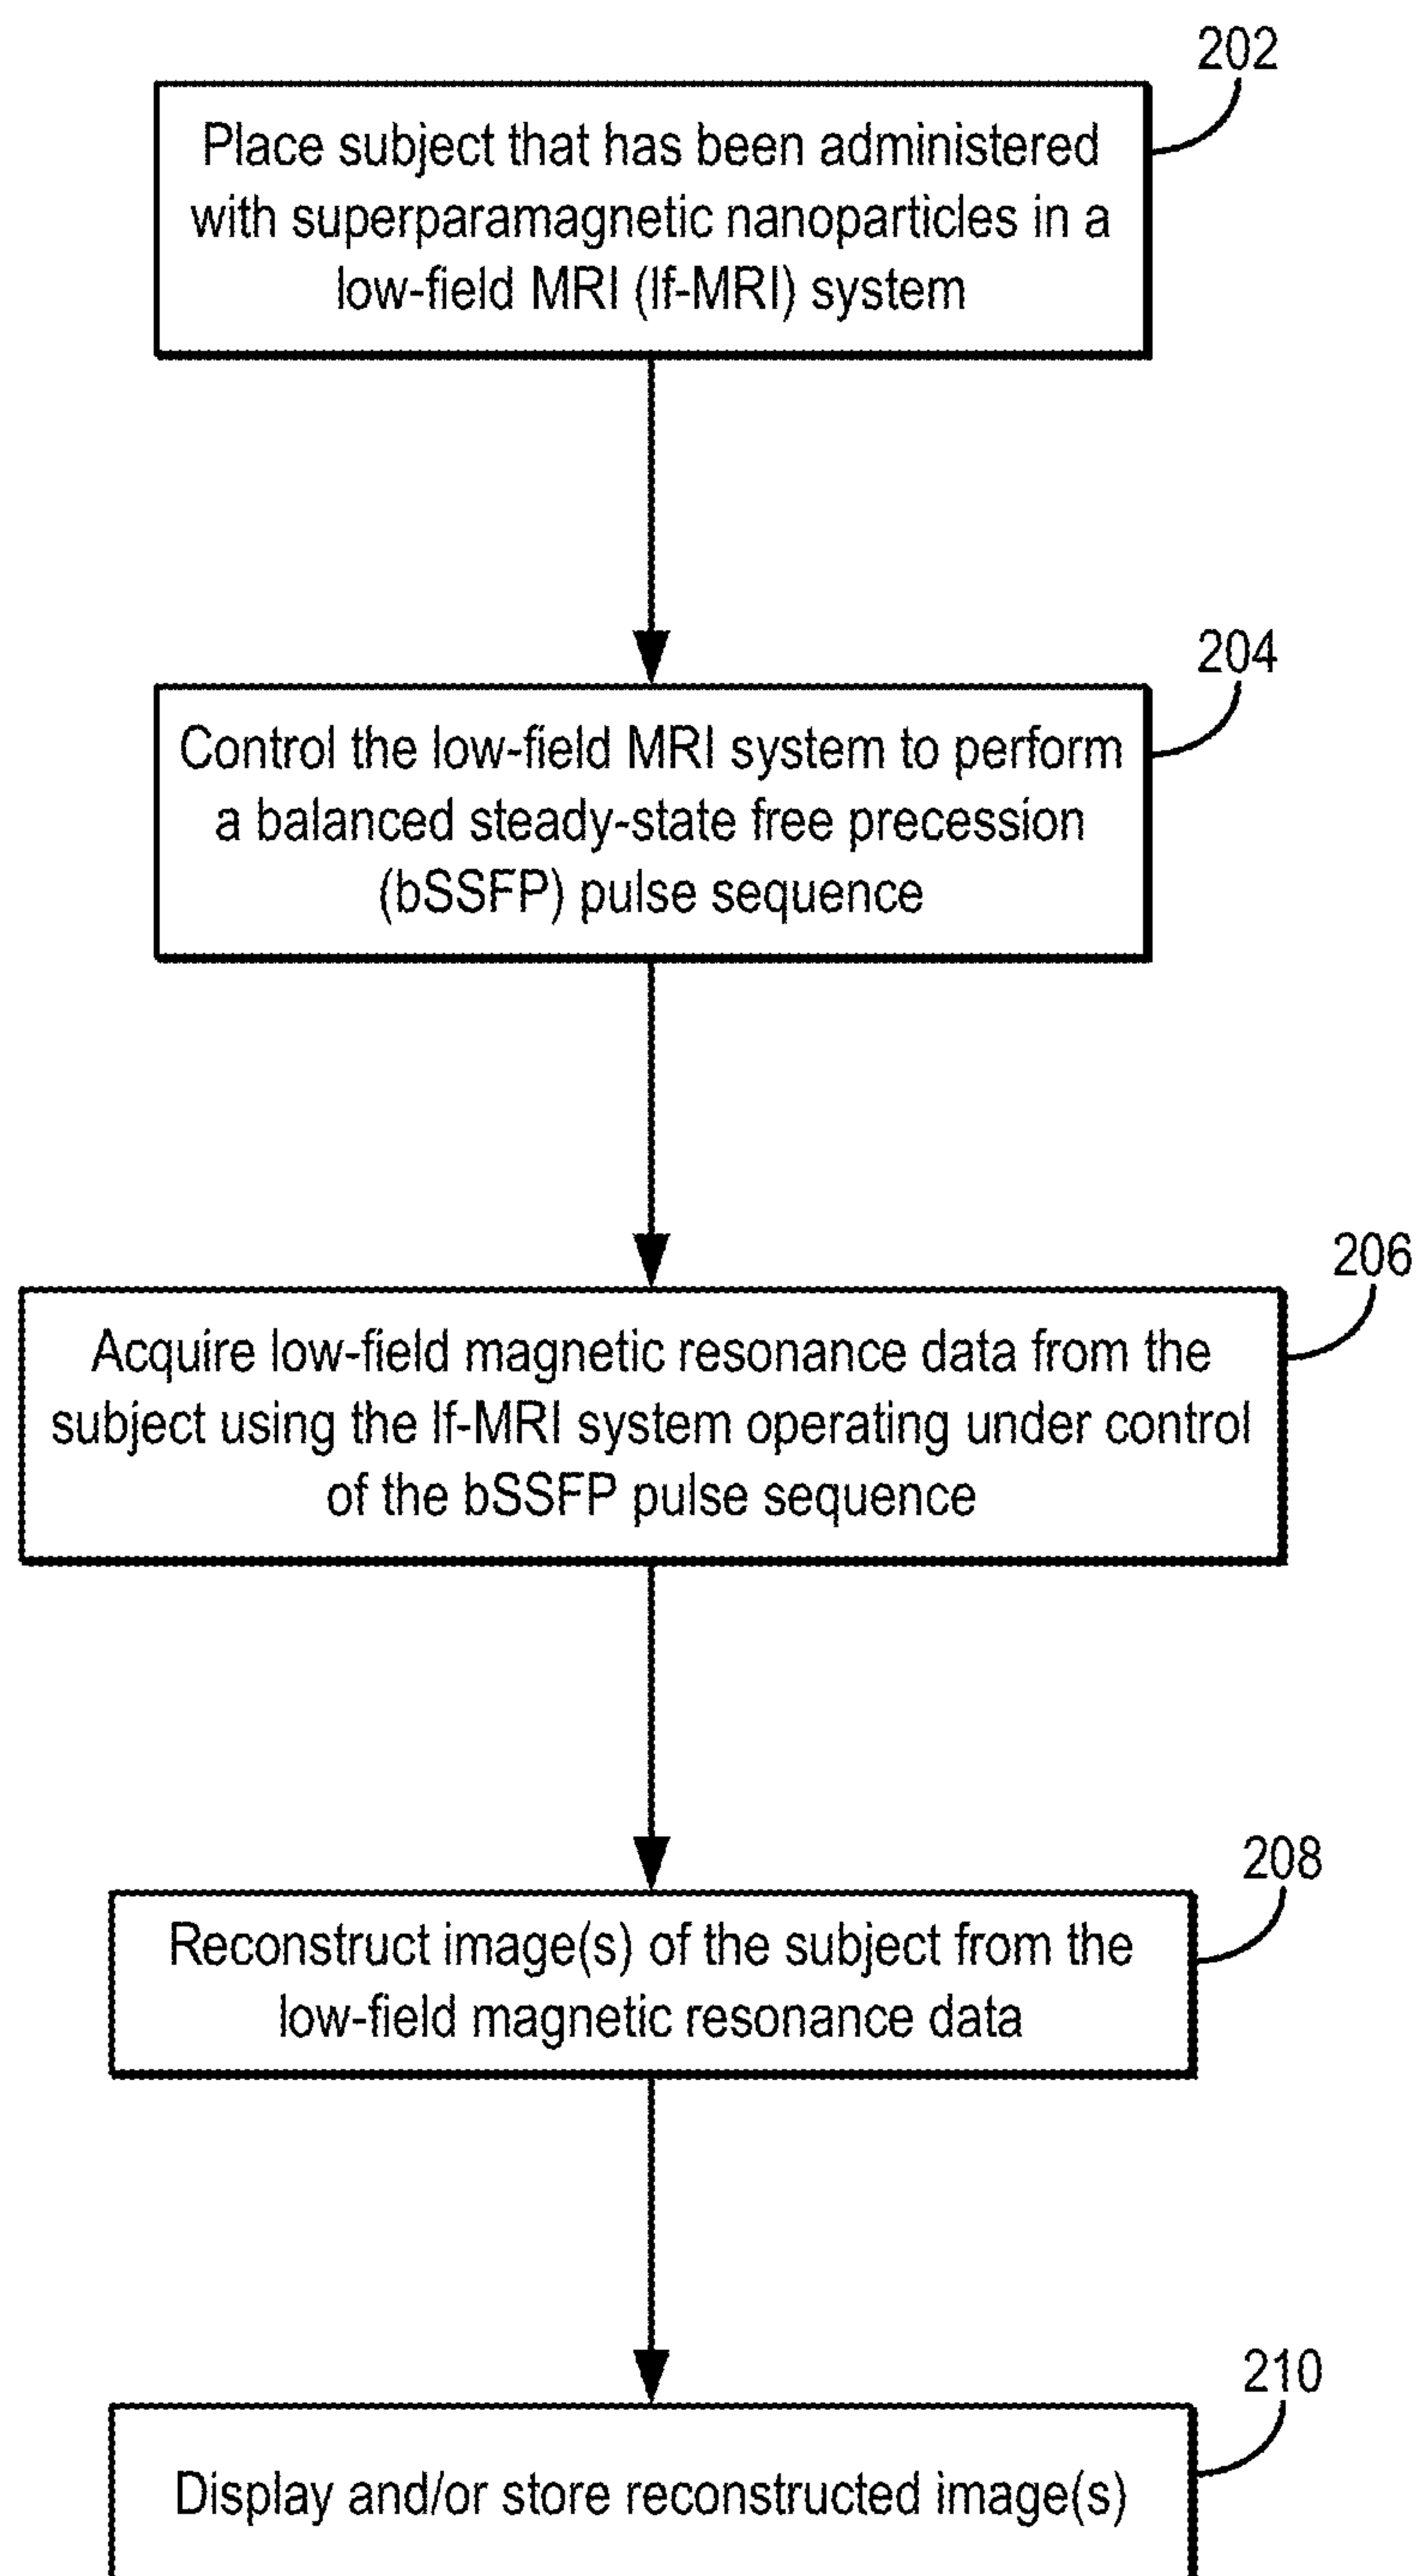 202
Place subject that has been administered
with superparamagnetic nanoparticles in a
low-field MRI (lf-MRI) system
204
Control the low-field MRI system to perform
a balanced steady-state free precession
(bSSFP) pulse sequence
206
Acquire low-field magnetic resonance data from the
subject using the lf-MRI system operating under control
of the bSSFP pulse sequence
208
Reconstruct image(s) of the subject from the
low-field magnetic resonance data
210
Display and/or store reconstructed image(s)